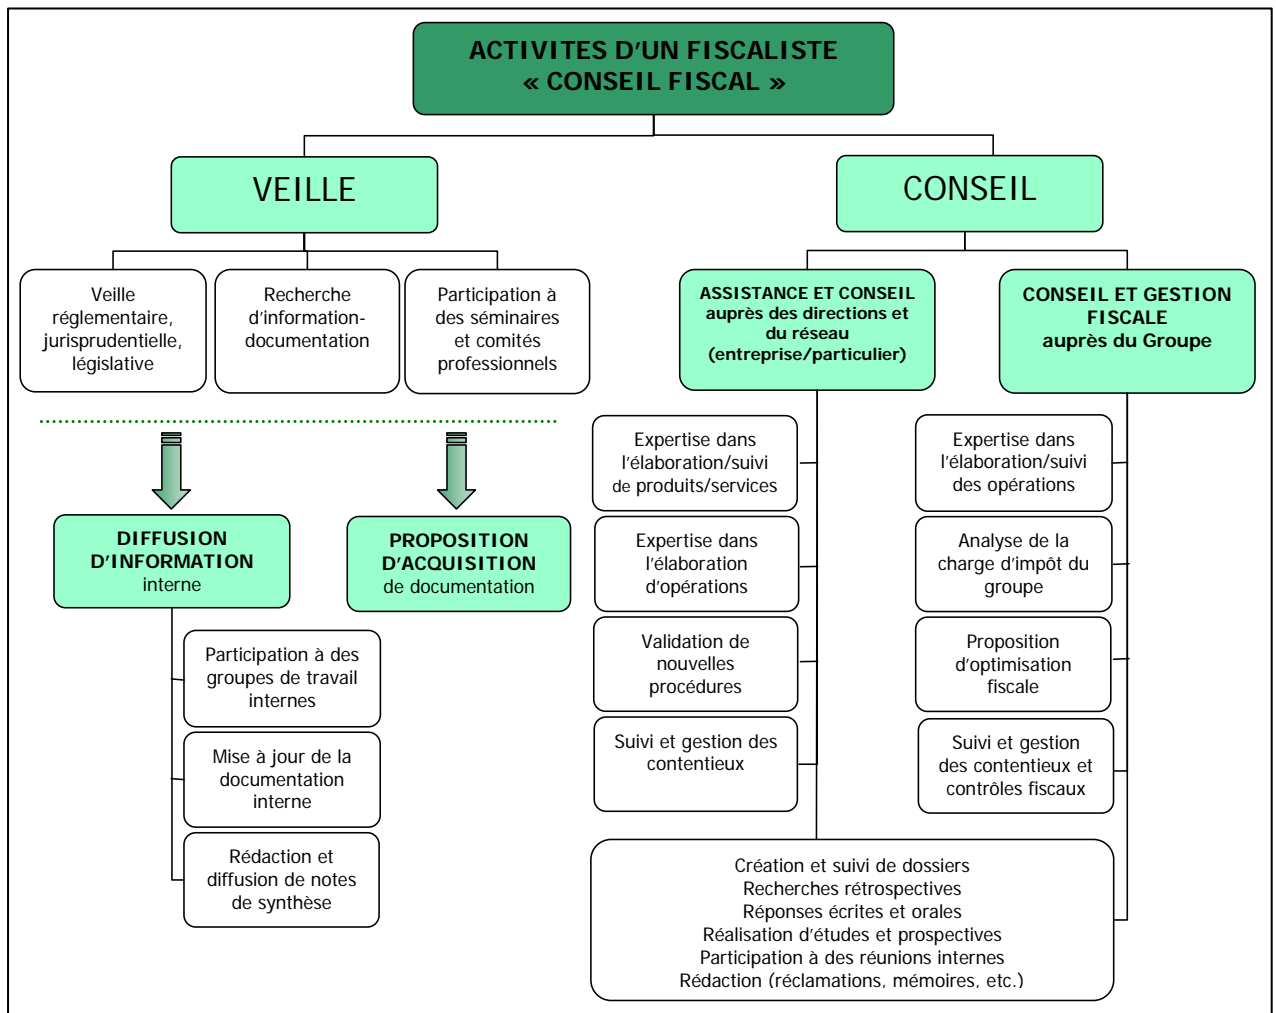 ACTIVITES D'UN FISCALISTE
« CONSEIL FISCAL »
VEILLE
CONSEIL
Veille
réglementaire,
jurisprudentielle,
législative
Recherche
d'information-
documentation
Participation à
des séminaires
et comités
professionnels
ASSISTANCE ET CONSEIL
auprès des directions et
du réseau
(entreprise/particulier)
CONSEIL ET GESTION
FISCALE
auprès du Groupe
DIFFUSION
D'INFORMATION
interne
PROPOSITION
D'ACQUISITION
de documentation
Participation à des
groupes de travail
internes
Mise à jour de la
documentation
interne
Rédaction et
diffusion de notes
de synthèse
Expertise dans
l'élaboration/suivi
de produits/services
Expertise dans
l'élaboration
d'opérations
Validation de
nouvelles
procédures
Suivi et gestion des
contentieux
Expertise dans
l'élaboration/suivi
des opérations
Analyse de la
charge d'impôt du
groupe
Proposition
d'optimisation
fiscale
Suivi et gestion
des contentieux et
contrôles fiscaux
Création et suivi de dossiers
Recherches rétrospectives
Réponses écrites et orales
Réalisation d'études et prospectives
Participation à des réunions internes
Rédaction (réclamations, mémoires, etc.)